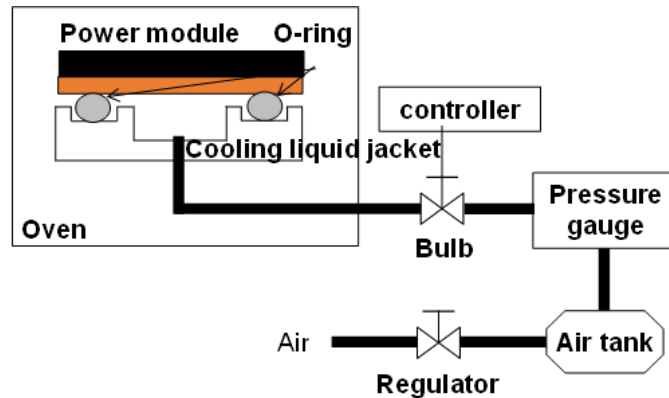 Power module
O-ring
controller
Cooling liquid jacket
Pressure
gauge
Oven
Bulb
Air
Air tank
Regulator